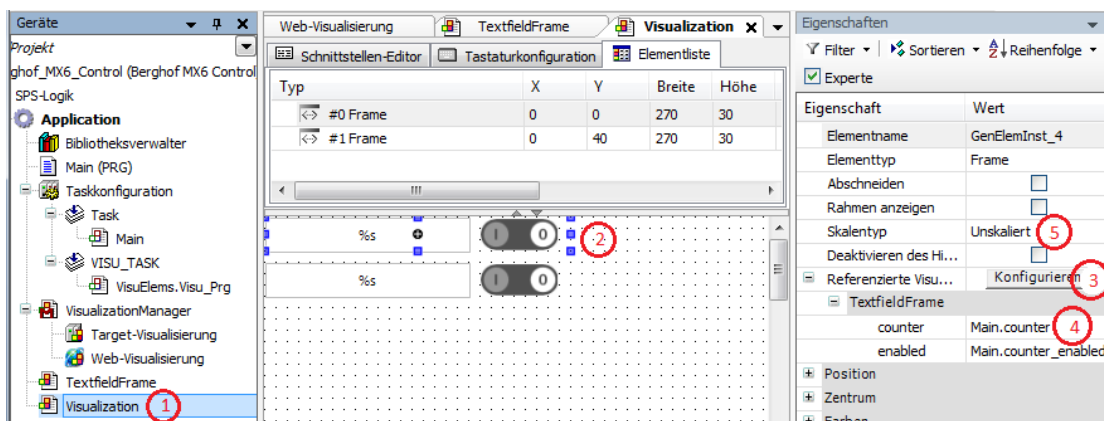 Geräte
Projekt
ghof_MX6_Control (Berghof MX6 Control
SPS-Logik
Application
Bibliotheksverwalter
Main (PRG)
Taskkonfiguration
Task
Main
VISU_TASK
VisuElems.Visu_Prg
VisualizationManager
Target-Visualisierung
Web-Visualisierung
TextfieldFrame
Visualization 1
Web-Visualisierung TextfieldFrame Visualization X
Schnittstellen-Editor Tastaturkonfiguration Elementliste
Typ X Y Breite Höhe
#0 Frame 0 0 270 30
#1 Frame 0 40 270 30
%s I 0 2
%s I 0
Eigenschaften
Filter Sortieren Reihenfolge
Experte
Eigenschaft Wert
Elementname GenElemInst_4
Elementtyp Frame
Abschneiden
Rahmen anzeigen
Skalentyp Unskaliert 5
Deaktivieren des Hi...
Referenzierte Visu... Konfigurieren 3
TextfieldFrame
counter Main.counter 4
enabled Main.counter_enabled
Position
Zentrum
Farben